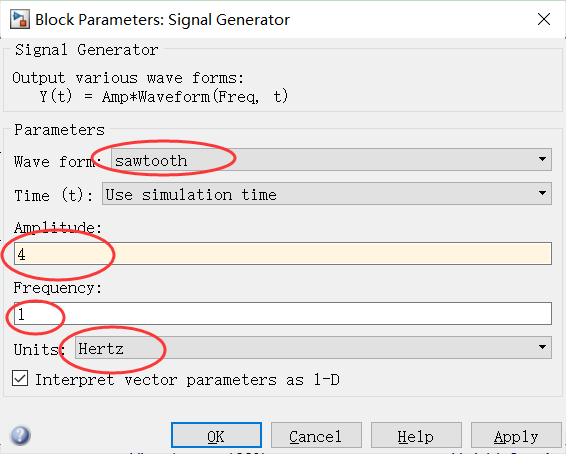 Block Parameters: Signal Generator
Signal Generator
Output various wave forms:
Y(t) = Amp*Waveform(Freq, t)
Parameters
Wave form: sawtooth
Time (t): Use simulation time
Amplitude:
4
Frequency:
1
Units: Hertz
Interpret vector parameters as 1-D
OK Cancel Help Apply